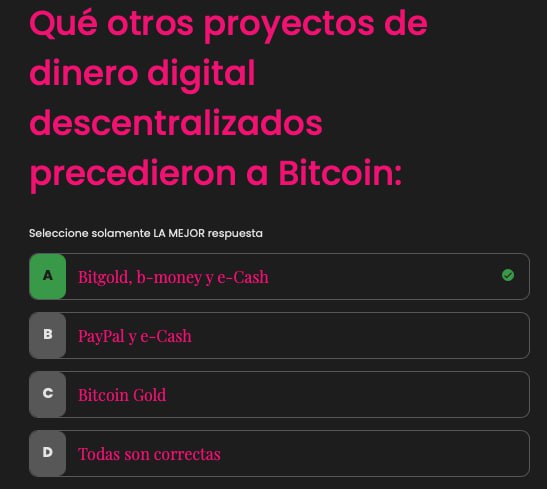 Qué otros proyectos de
dinero digital
descentralizados
precedieron a Bitcoin:
Seleccione solamente LA MEJOR respuesta
A Bitgold, b-money y e-Cash
B PayPal y e-Cash
C Bitcoin Gold
D Todas son correctas